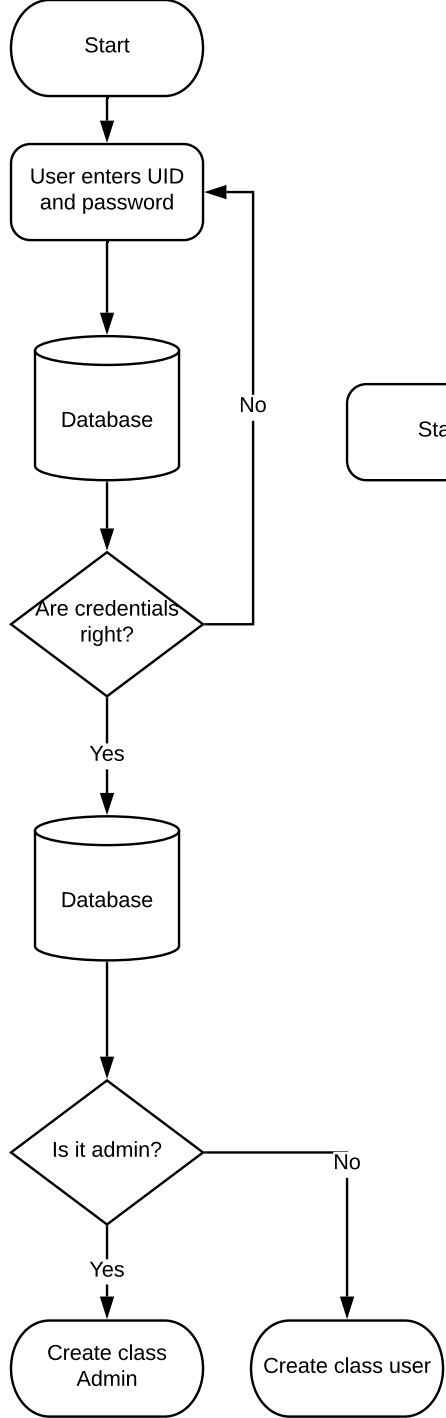 Start
User enters UID
and password
Database
No
Are credentials
right?
Yes
Database
Is it admin?
No
Yes
Create class
Admin
Create class user